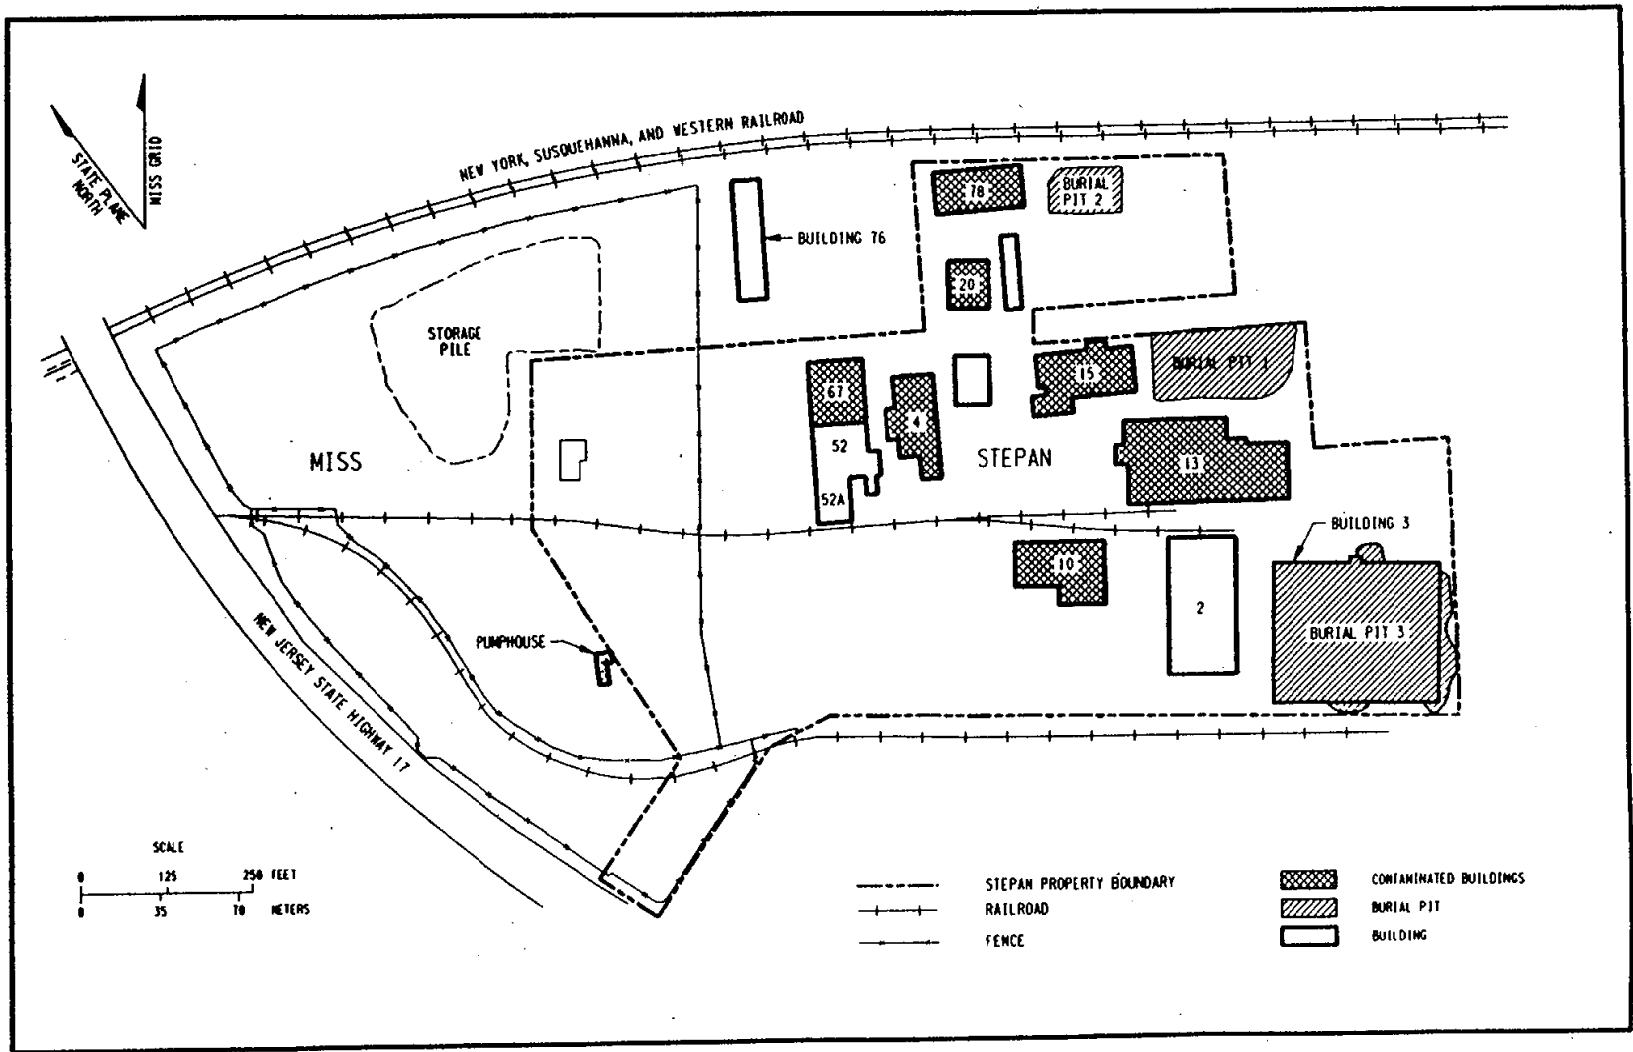 NEW YORK, SUSQUEHANNA, AND WESTERN RAILROAD
STATE PLANE
NORTH
MISS GRID
78
BURIAL
PIT 2
BUILDING 76
20
STORAGE
PILE
67
4
15
BURIAL PIT 1
52
MISS
STEPAN
13
52A
BUILDING 3
10
2
BURIAL PIT 3
PUMPHOUSE
NEW JERSEY STATE HIGHWAY 17
SCALE
0 125 250 FEET
0 35 70 METERS
STEPAN PROPERTY BOUNDARY
RAILROAD
FENCE
CONTAMINATED BUILDINGS
BURIAL PIT
BUILDING